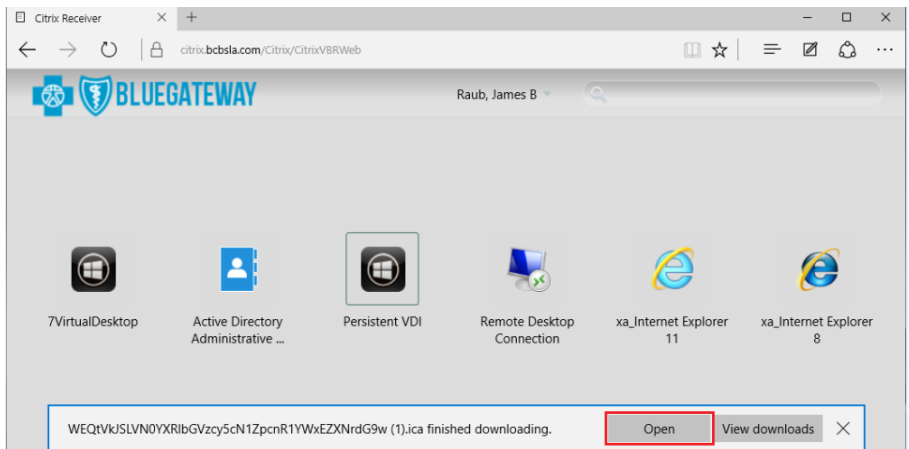 Citrix Receiver
citrix.bcbsla.com/Citrix/CitrixVBRWeb
BLUEGATEWAY
Raub, James B
7VirtualDesktop
Active Directory
Administrative ...
Persistent VDI
Remote Desktop
Connection
xa_Internet Explorer
11
xa_Internet Explorer
8
WEQtVkJSLVN0YXRlbGVzcy5cN1ZpcnR1YWxEZXNrdG9w (1).ica finished downloading.
Open
View downloads